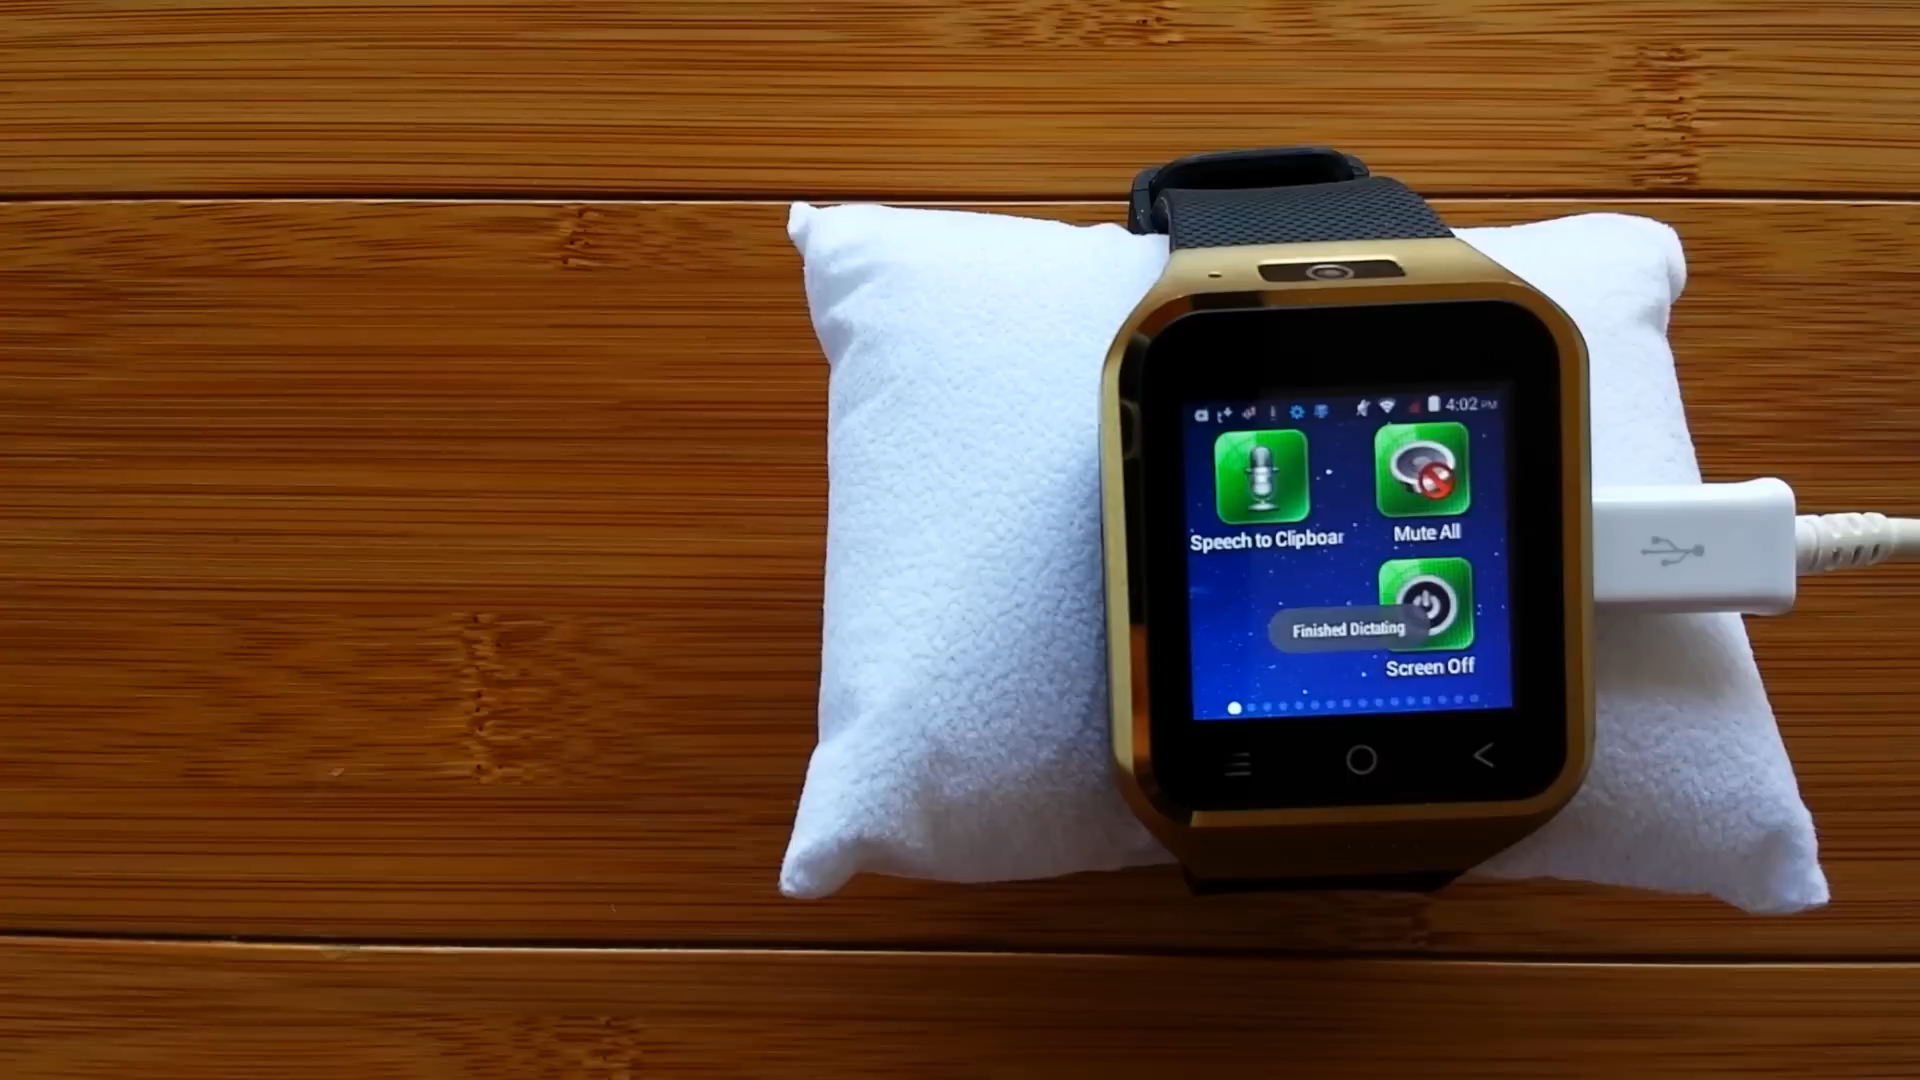 4:02 PM
Speech to Clipboar
Mute All
Finished Dictating
Screen Off